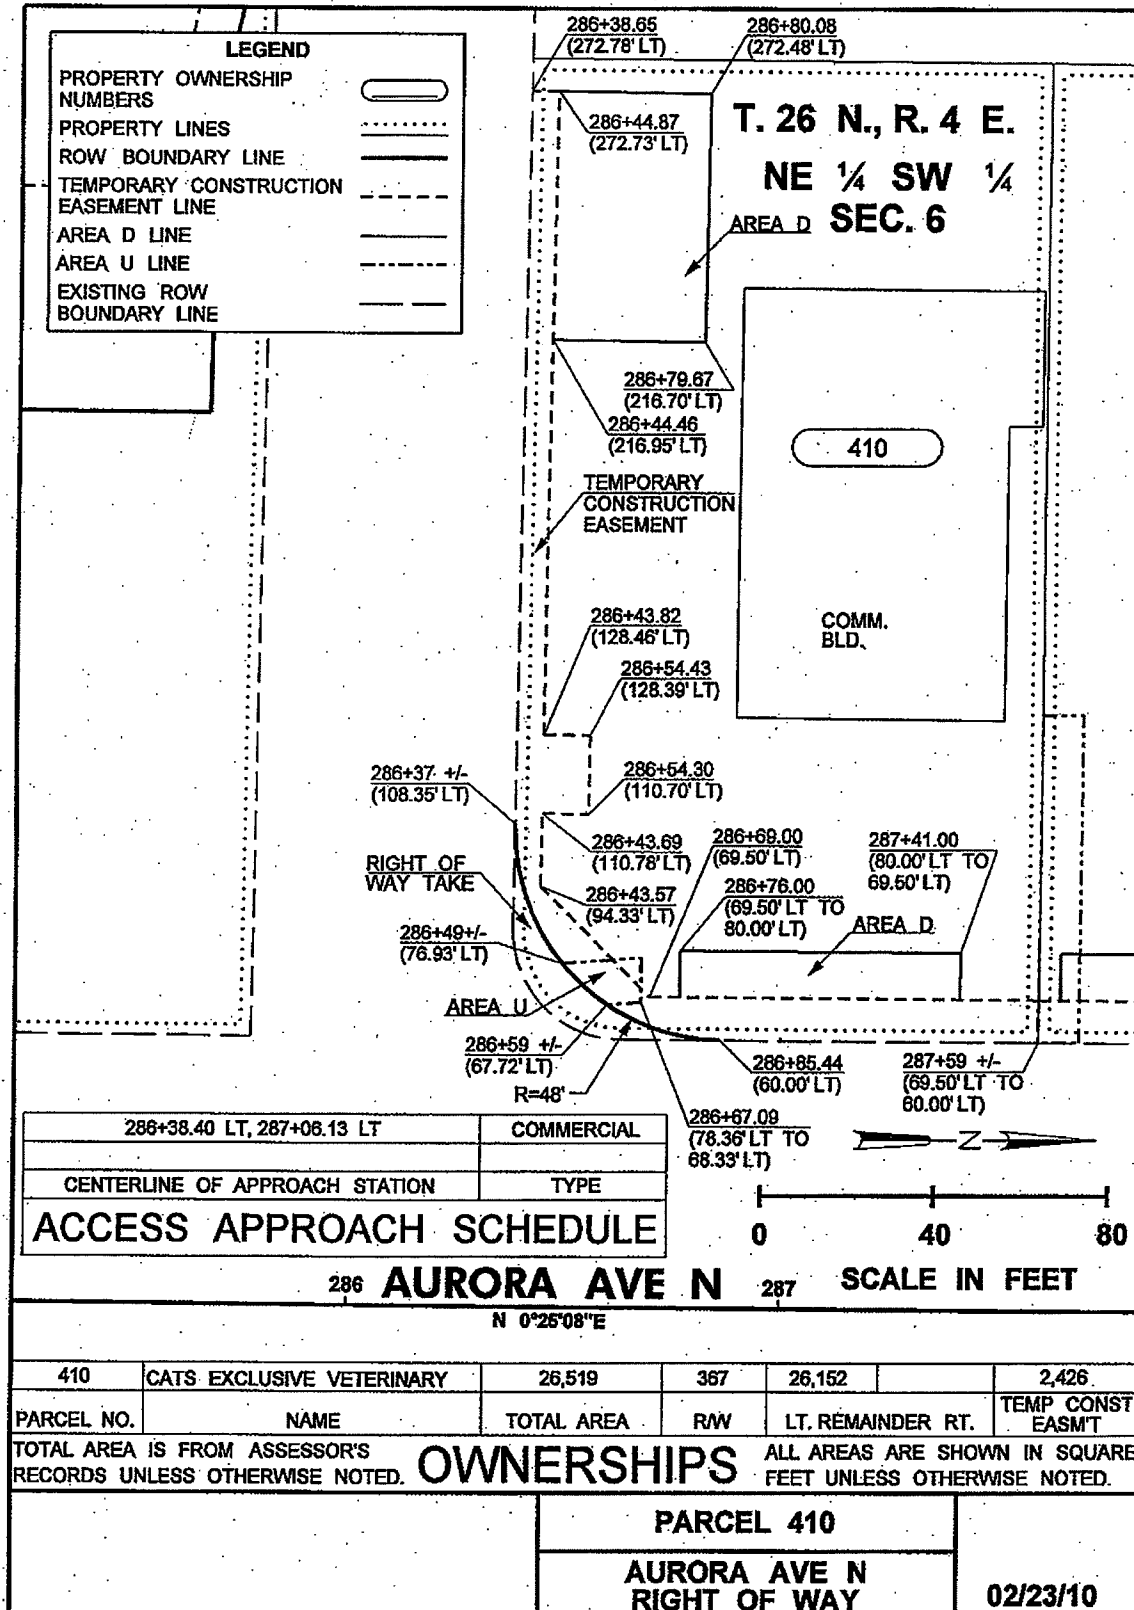 LEGEND
PROPERTY OWNERSHIP
NUMBERS
PROPERTY LINES
ROW BOUNDARY LINE
TEMPORARY CONSTRUCTION
EASEMENT LINE
AREA D LINE
AREA U LINE
EXISTING ROW
BOUNDARY LINE
286+38.65
(272.78' LT)
286+80.08
(272.48' LT)
286+44.87
(272.73' LT)
T. 26 N., R. 4 E.
NE ¼ SW ¼
SEC. 6
AREA D
286+79.67
(216.70' LT)
286+44.46
(216.95' LT)
410
TEMPORARY
CONSTRUCTION
EASEMENT
286+43.82
(128.46' LT)
COMM.
BLD.
286+54.43
(128.39' LT)
286+37 +/-
(108.35' LT)
286+54.30
(110.70' LT)
286+43.69
(110.78' LT)
286+69.00
(69.50' LT)
287+41.00
(80.00' LT TO
69.50' LT)
RIGHT OF
WAY TAKE
286+43.57
(94.33' LT)
286+76.00
(69.50' LT TO
80.00' LT)
AREA D
286+49+/-
(76.93' LT)
AREA U
286+59 +/-
(67.72' LT)
R=48'
286+85.44
(60.00' LT)
287+59 +/-
(69.50' LT TO
60.00' LT)
286+67.09
(78.36' LT TO
68.33' LT)
N
286+38.40 LT, 287+06.13 LT COMMERCIAL
CENTERLINE OF APPROACH STATION TYPE
ACCESS APPROACH SCHEDULE
0 40 80
SCALE IN FEET
286 AURORA AVE N 287
N 0°25'08"E
410 CATS EXCLUSIVE VETERINARY 26,519 367 26,152 2,426
PARCEL NO. NAME TOTAL AREA R/W LT. REMAINDER RT. TEMP CONST
EASM'T
TOTAL AREA IS FROM ASSESSOR'S
RECORDS UNLESS OTHERWISE NOTED.
OWNERSHIPS
ALL AREAS ARE SHOWN IN SQUARE
FEET UNLESS OTHERWISE NOTED.
PARCEL 410
AURORA AVE N
RIGHT OF WAY
02/23/10